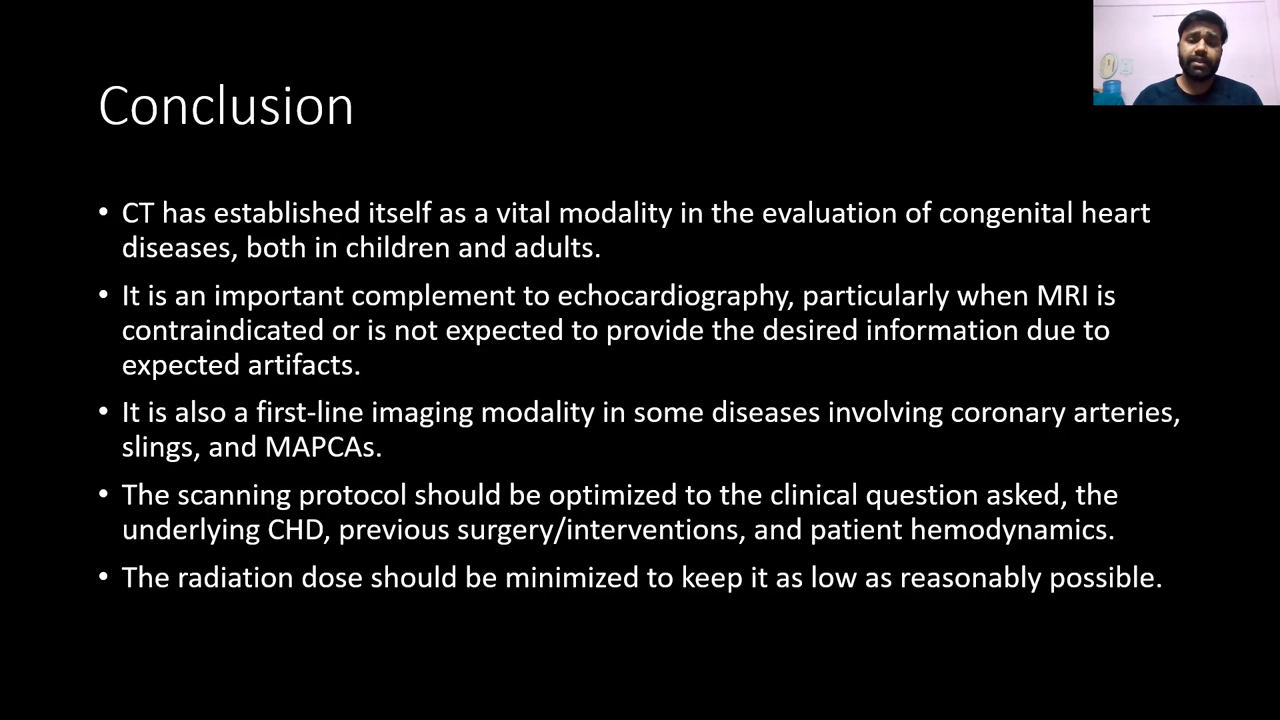 Conclusion
• CT has established itself as a vital modality in the evaluation of congenital heart
diseases, both in children and adults.
• It is an important complement to echocardiography, particularly when MRI is
contraindicated or is not expected to provide the desired information due to
expected artifacts.
• It is also a first-line imaging modality in some diseases involving coronary arteries,
slings, and MAPCAs.
• The scanning protocol should be optimized to the clinical question asked, the
underlying CHD, previous surgery/interventions, and patient hemodynamics.
• The radiation dose should be minimized to keep it as low as reasonably possible.